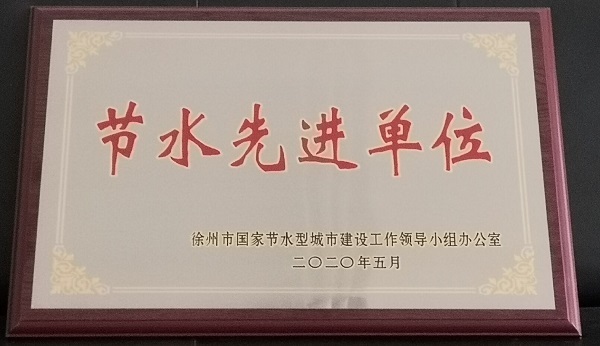 节水先进单位
徐州市国家节水型城市建设工作领导小组办公室
二〇二〇年五月